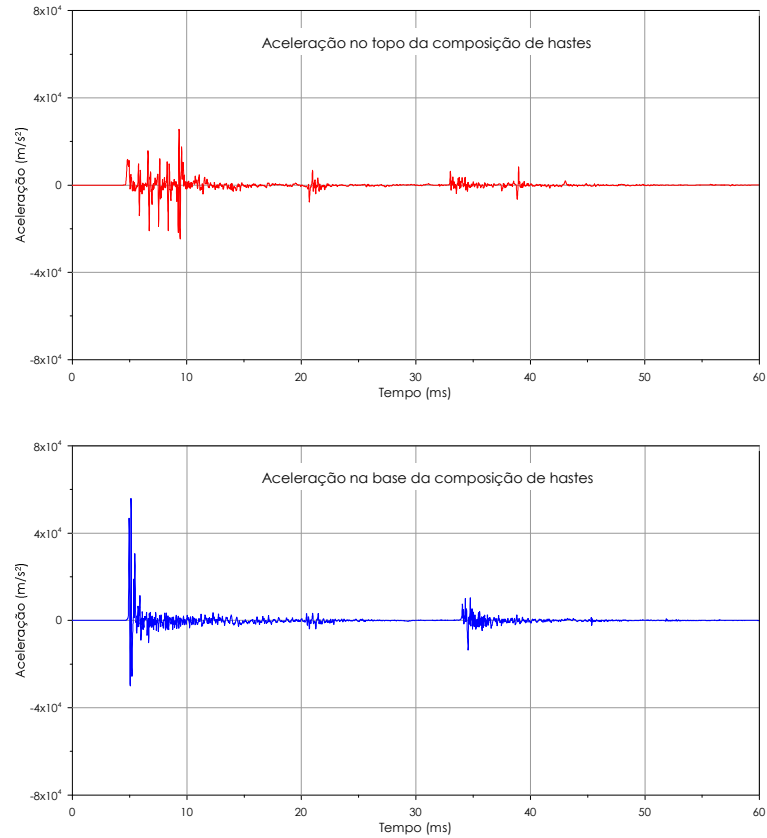 8x10⁴
Aceleração no topo da composição de hastes
4x10⁴
0
-4x10⁴
-8x10⁴
Aceleração (m/s²)
0 10 20 30 40 50 60
Tempo (ms)
8x10⁴
Aceleração na base da composição de hastes
4x10⁴
0
-4x10⁴
-8x10⁴
Aceleração (m/s²)
0 10 20 30 40 50 60
Tempo (ms)